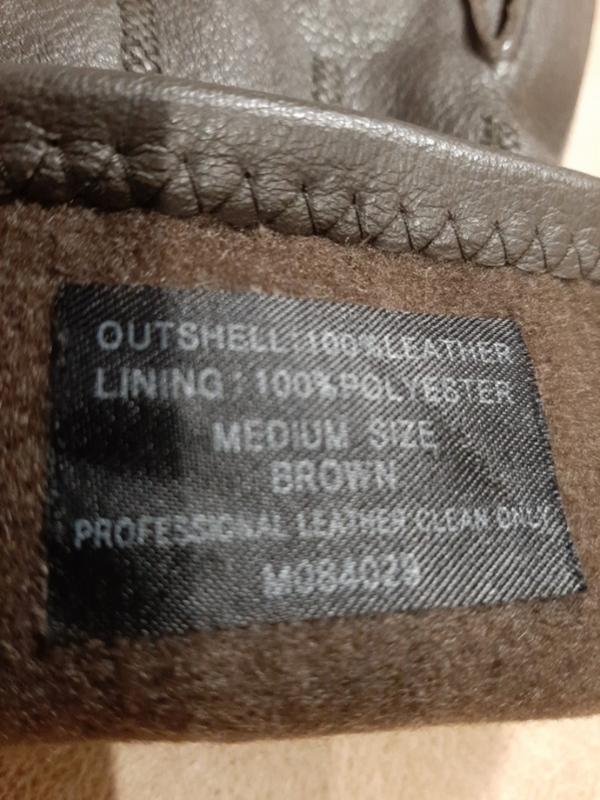 OUTSHELL:100%LEATHER
LINING:100%POLYESTER
MEDIUM SIZE
BROWN
PROFESSIONAL LEATHER CLEAN ONLY
M084029